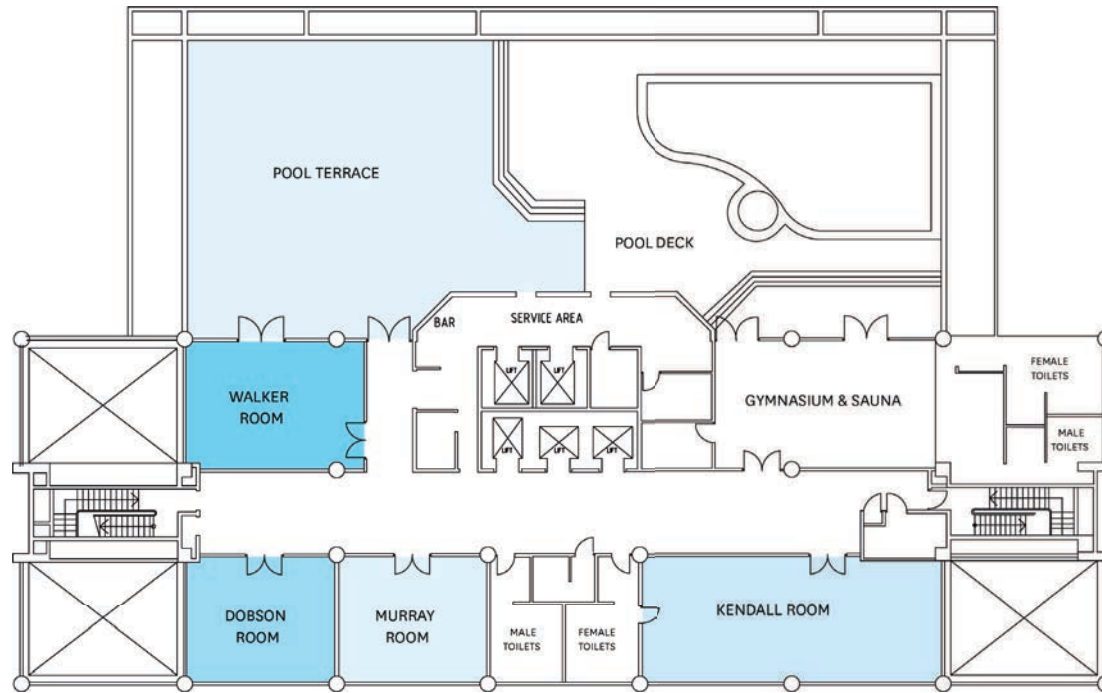 POOL TERRACE
POOL DECK
BAR
SERVICE AREA
LIFT
LIFT
WALKER
ROOM
GYMNASIUM & SAUNA
FEMALE
TOILETS
MALE
TOILETS
LIFT
LIFT
LIFT
DOBSON
ROOM
MURRAY
ROOM
MALE
TOILETS
FEMALE
TOILETS
KENDALL ROOM